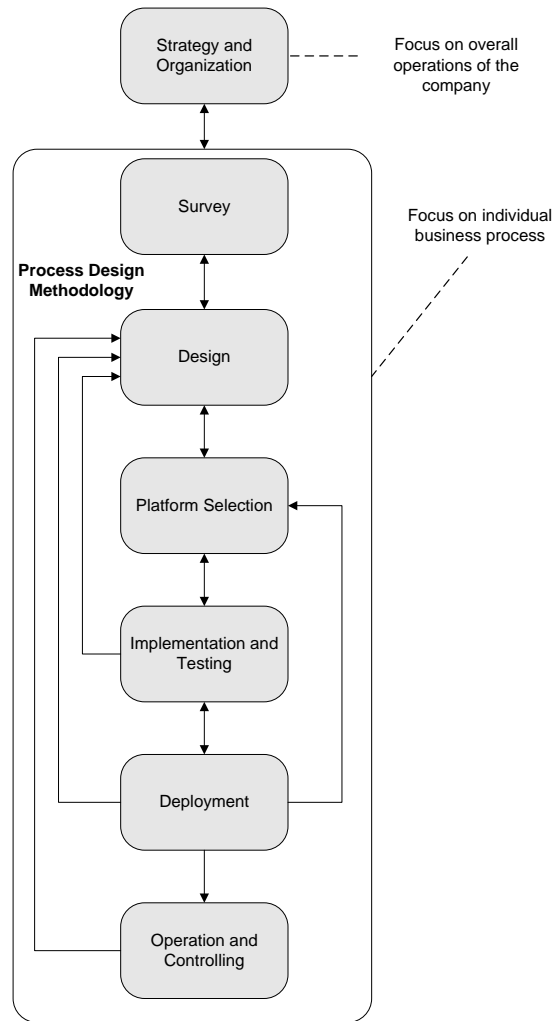 Strategy and
Organization
Focus on overall
operations of the
company
Survey
Focus on individual
business process
Process Design
Methodology
Design
Platform Selection
Implementation and
Testing
Deployment
Operation and
Controlling